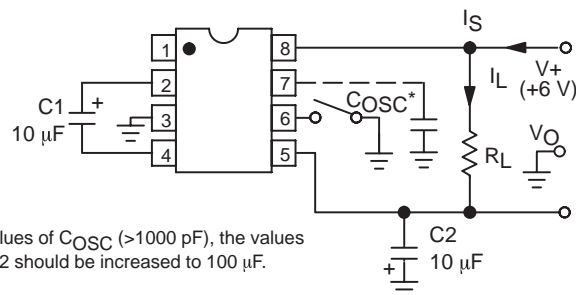 IS
1
8
2
7
3
6
4
5
C1
+
10 μF
COSC*
IL
V+
(+6 V)
RL
VO
C2
+
10 μF
lues of COSC (>1000 pF), the values
2 should be increased to 100 μF.